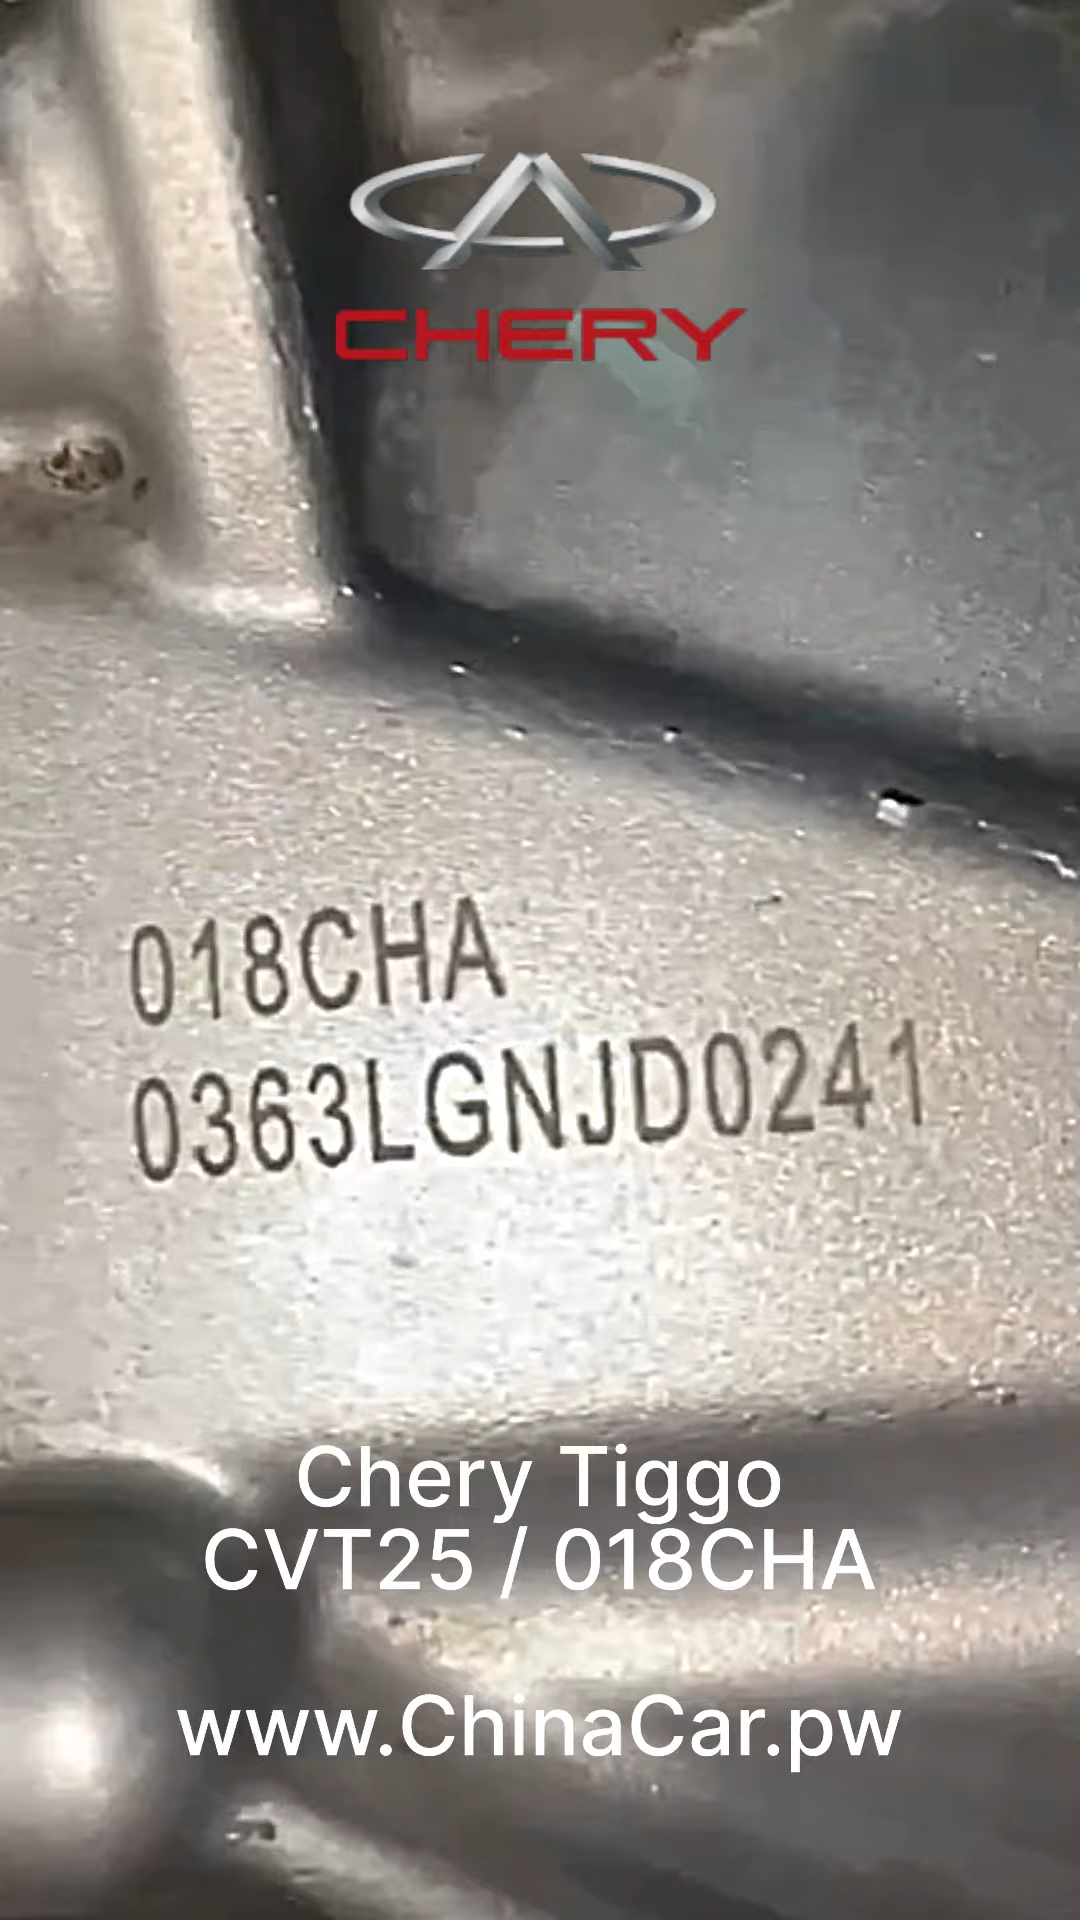 CHERY
018CHA
0363LGNJD0241
Chery Tiggo
CVT25 / 018CHA
www.ChinaCar.pw